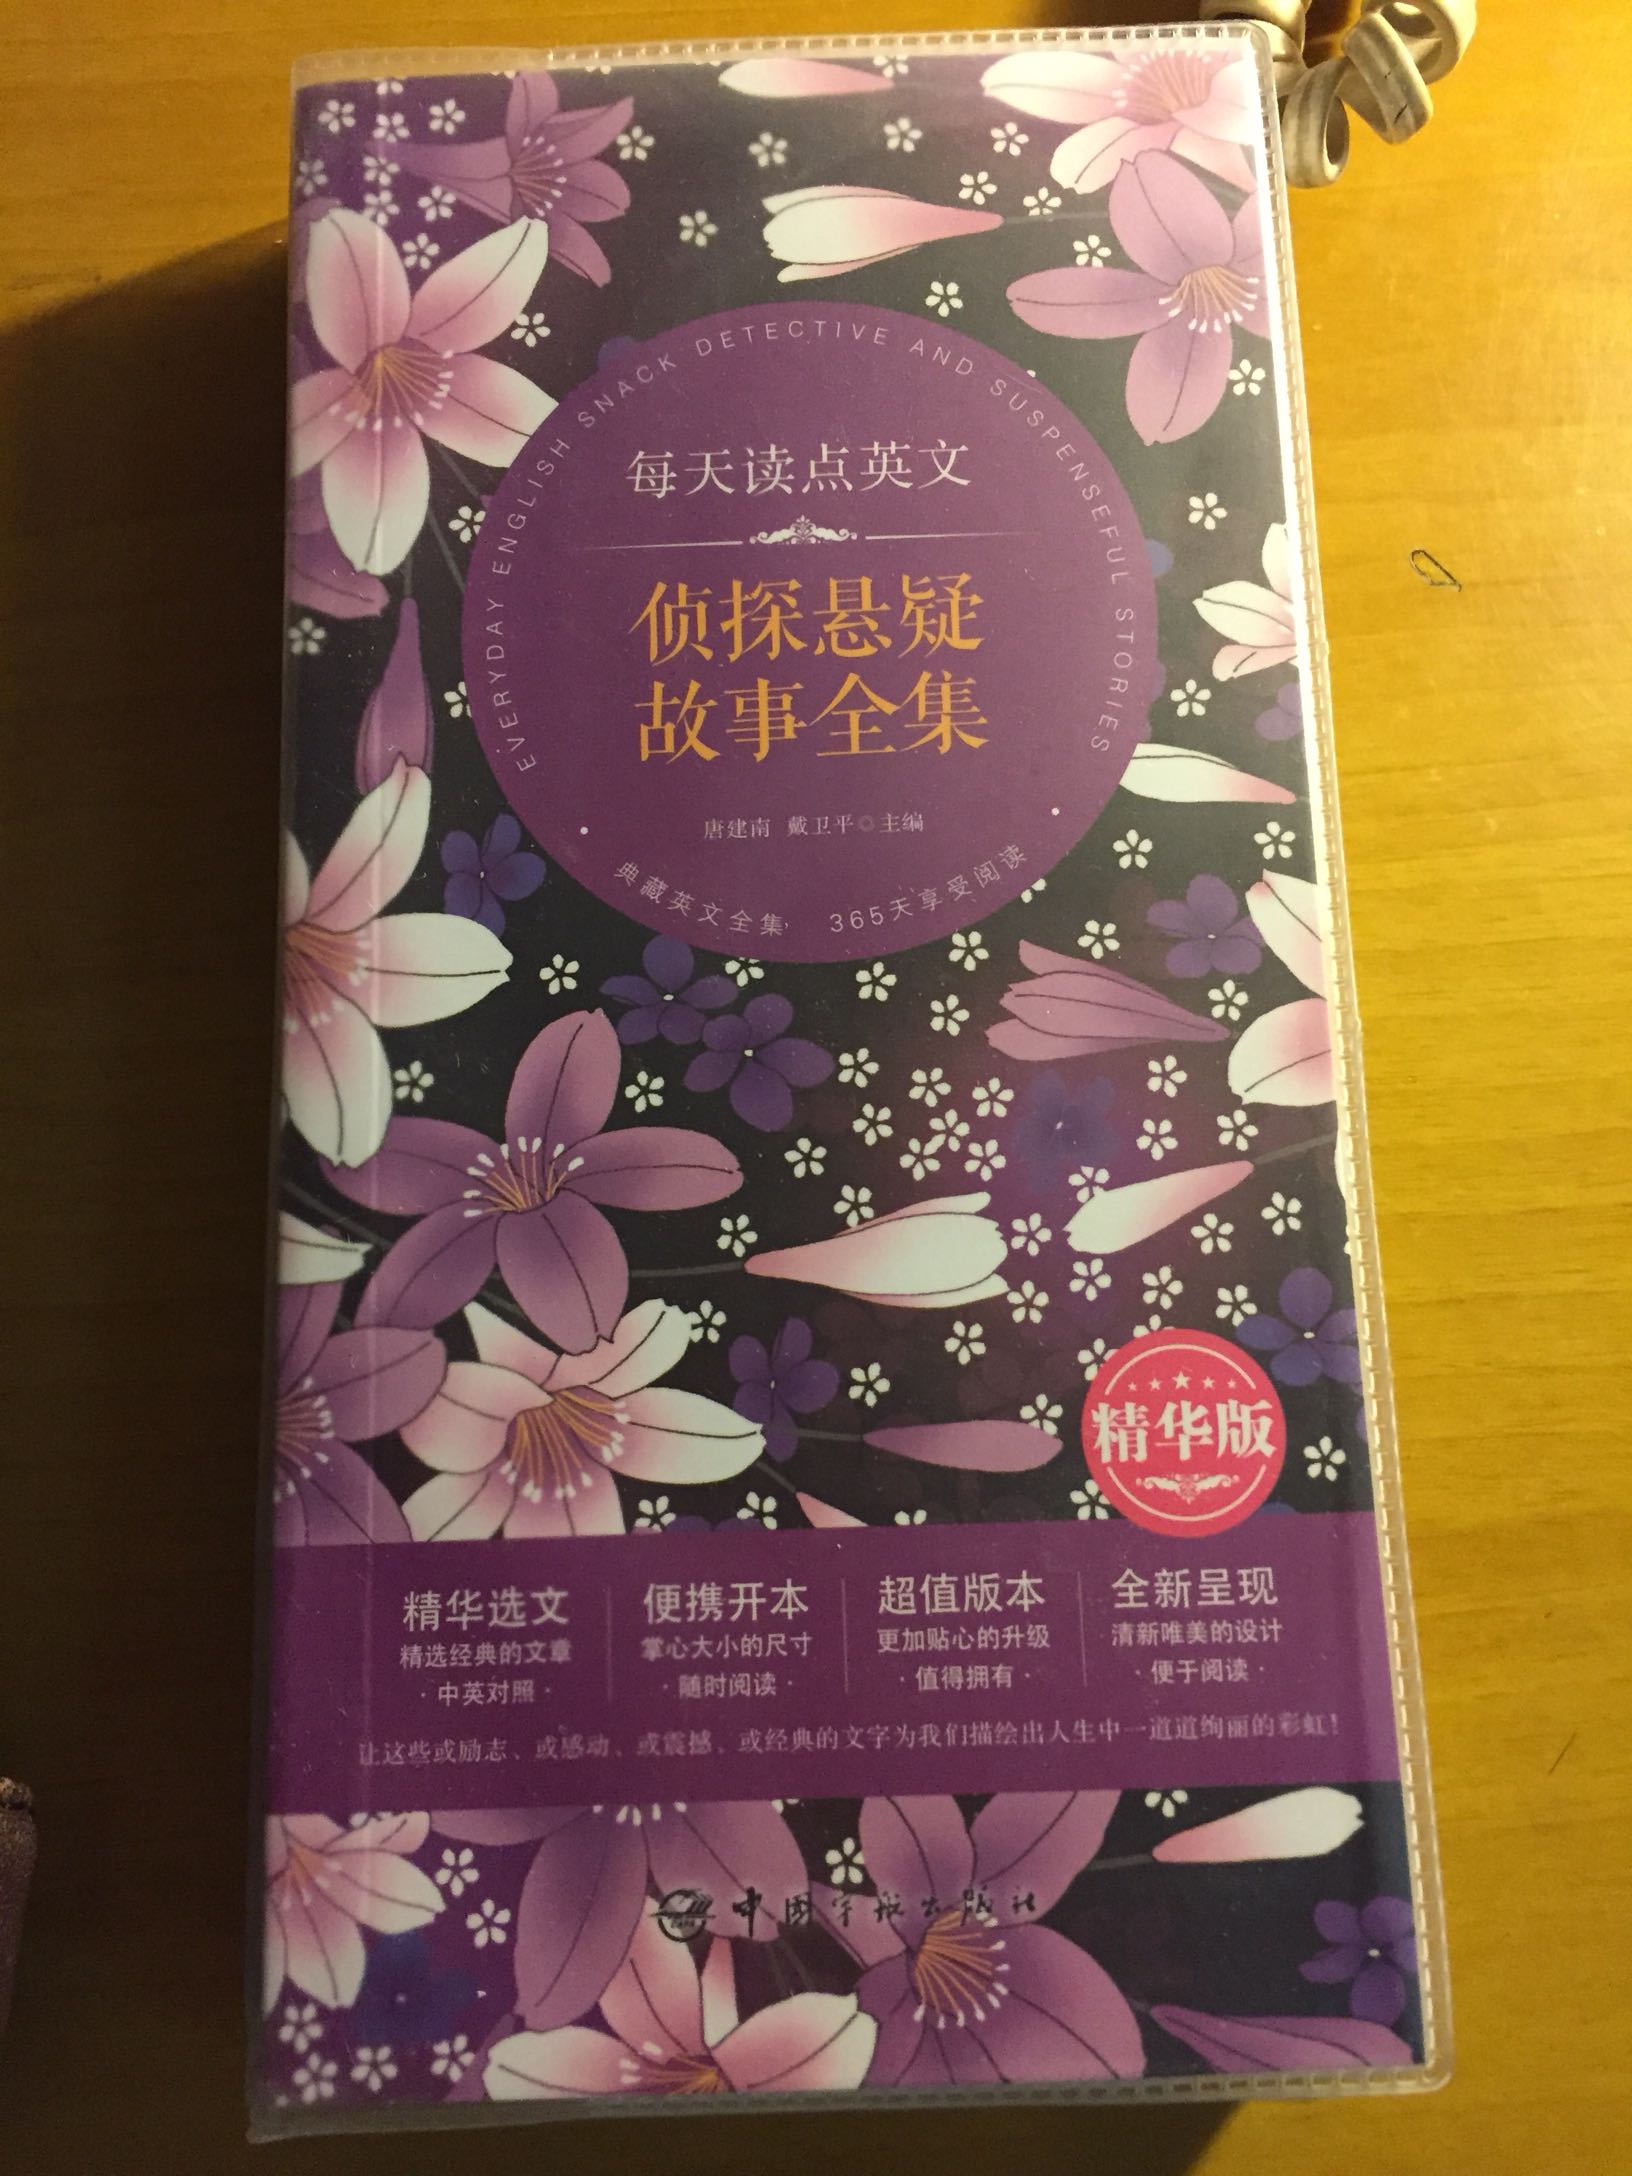 EVERYDAY ENGLISH SNACK DETECTIVE AND SUSPENSEFUL STORIES
每天读点英文
侦探悬疑
故事全集
唐建南 戴卫平◎主编
典藏英文全集，365天享受阅读
精华版
精华选文 便携开本 超值版本 全新呈现
精选经典的文章 掌心大小的尺寸 更加贴心的升级 清新唯美的设计
·中英对照· ·随时阅读· ·值得拥有· ·便于阅读·
让这些或励志、或感动、或震撼、或经典的文字为我们描绘出人生中一道道绚丽的彩虹！
中国宇航出版社